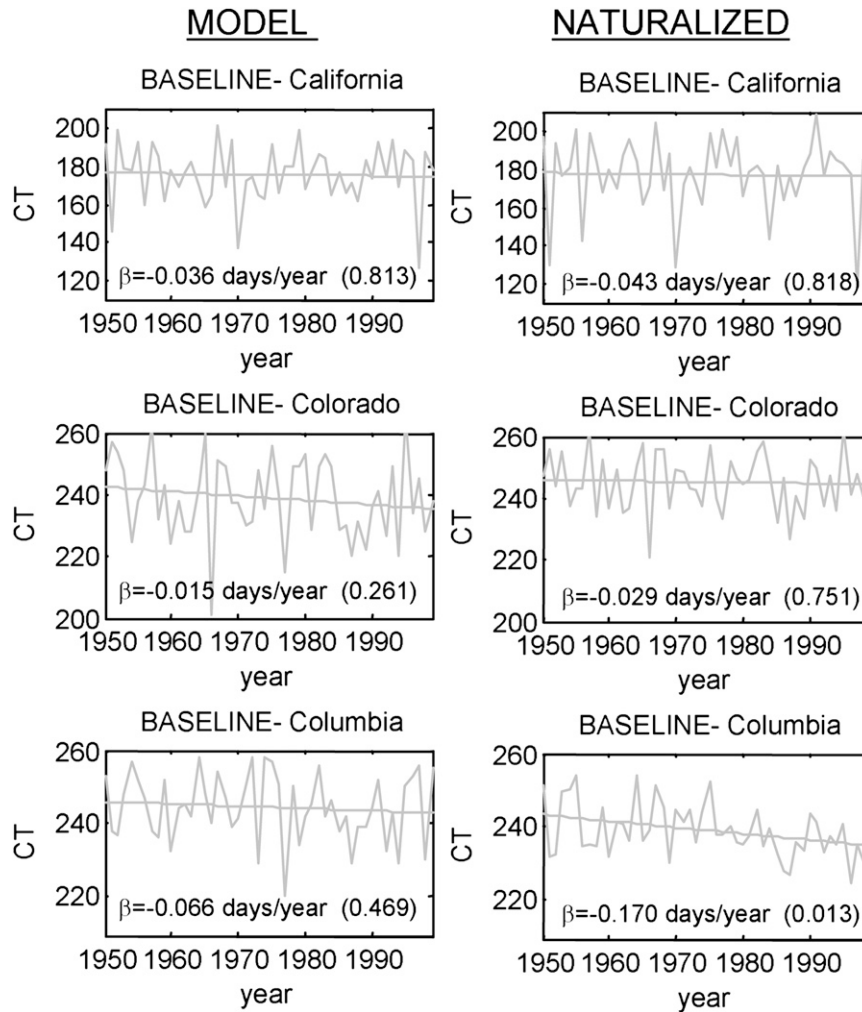 MODEL
NATURALIZED
BASELINE- California
CT
200
180
160
140
120
β=-0.036 days/year (0.813)
1950 1960 1970 1980 1990
year
BASELINE- California
CT
200
180
160
140
120
β=-0.043 days/year (0.818)
1950 1960 1970 1980 1990
year
BASELINE- Colorado
CT
260
240
220
200
β=-0.015 days/year (0.261)
1950 1960 1970 1980 1990
year
BASELINE- Colorado
CT
260
240
220
200
β=-0.029 days/year (0.751)
1950 1960 1970 1980 1990
year
BASELINE- Columbia
CT
260
240
220
β=-0.066 days/year (0.469)
1950 1960 1970 1980 1990
year
BASELINE- Columbia
CT
260
240
220
β=-0.170 days/year (0.013)
1950 1960 1970 1980 1990
year